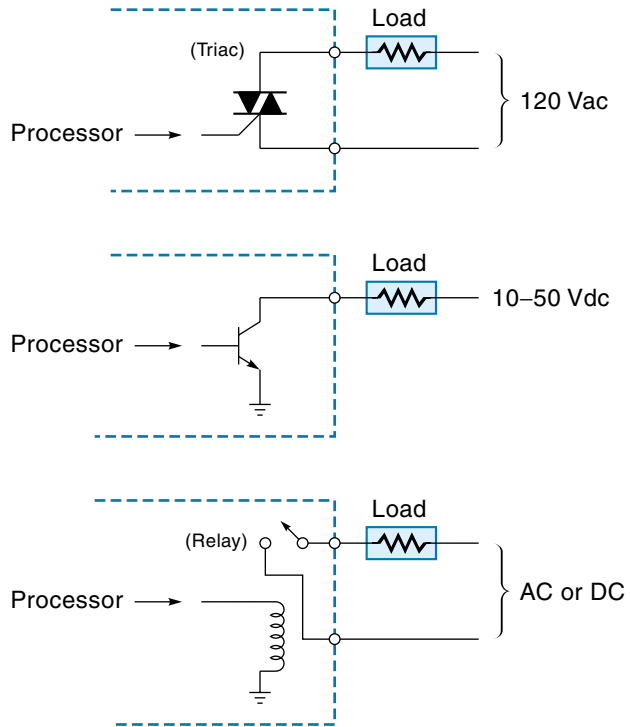 Load
(Triac)
120 Vac
Processor
Load
10–50 Vdc
Processor
Load
(Relay)
AC or DC
Processor